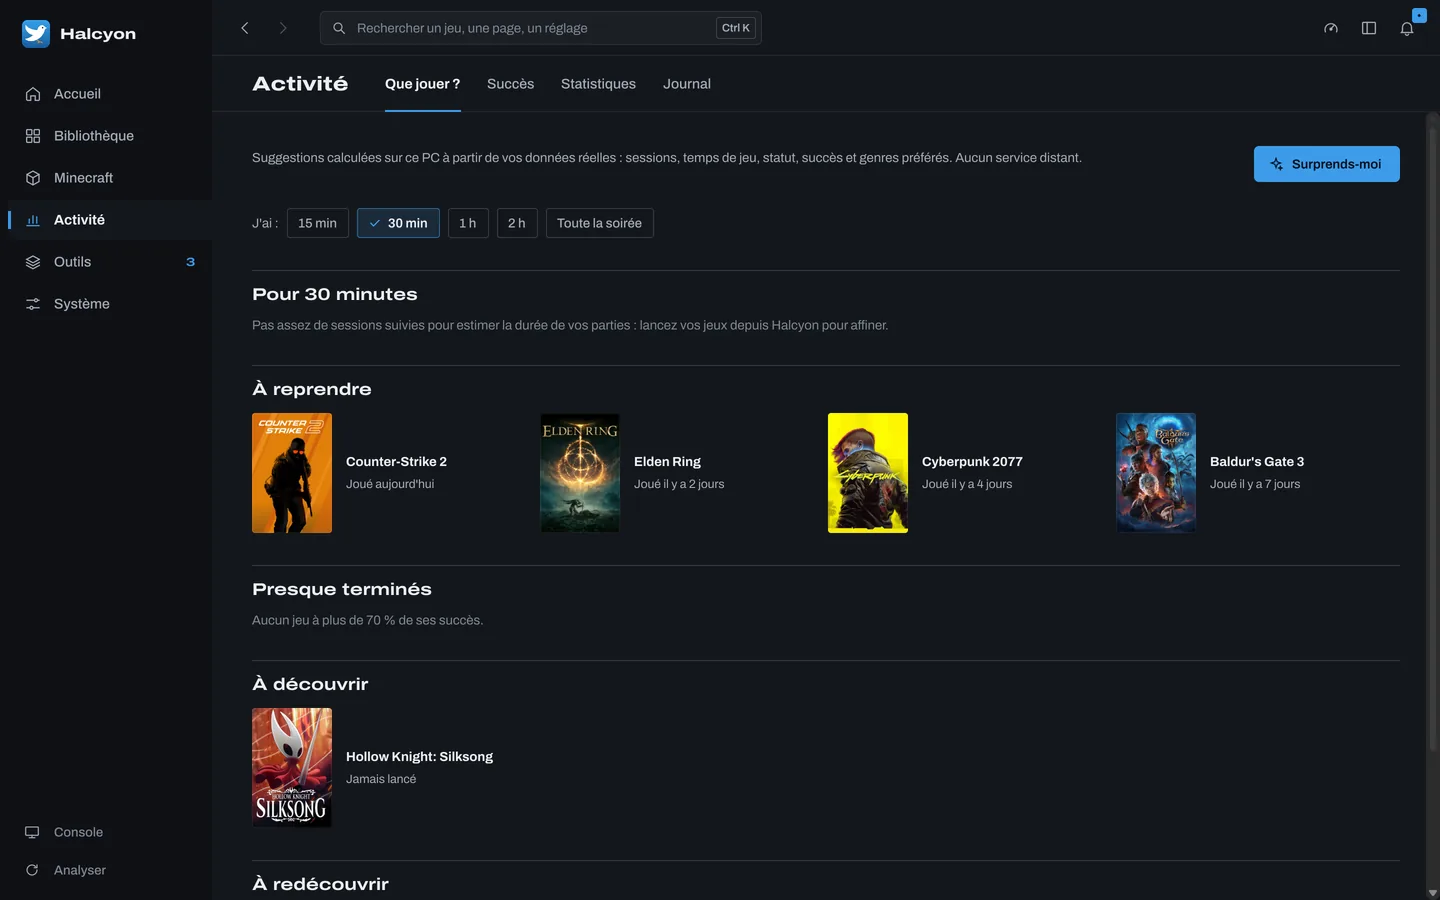 Halcyon
Rechercher un jeu, une page, un réglage
Ctrl K
Accueil
Bibliothèque
Minecraft
Activité
Outils
3
Système
Console
Analyser
Activité
Que jouer ?
Succès
Statistiques
Journal
Suggestions calculées sur ce PC à partir de vos données réelles : sessions, temps de jeu, statut, succès et genres préférés. Aucun service distant.
Surprends-moi
J'ai :
15 min
30 min
1 h
2 h
Toute la soirée
Pour 30 minutes
Pas assez de sessions suivies pour estimer la durée de vos parties : lancez vos jeux depuis Halcyon pour affiner.
À reprendre
COUNTER
STRIKE 2
Counter-Strike 2
Joué aujourd'hui
ELDEN RING
Elden Ring
Joué il y a 2 jours
Cyberpunk
Cyberpunk 2077
Joué il y a 4 jours
Baldur's
Gate
Baldur's Gate 3
Joué il y a 7 jours
Presque terminés
Aucun jeu à plus de 70 % de ses succès.
À découvrir
HOLLOW KNIGHT
SILKSONG
Hollow Knight: Silksong
Jamais lancé
À redécouvrir